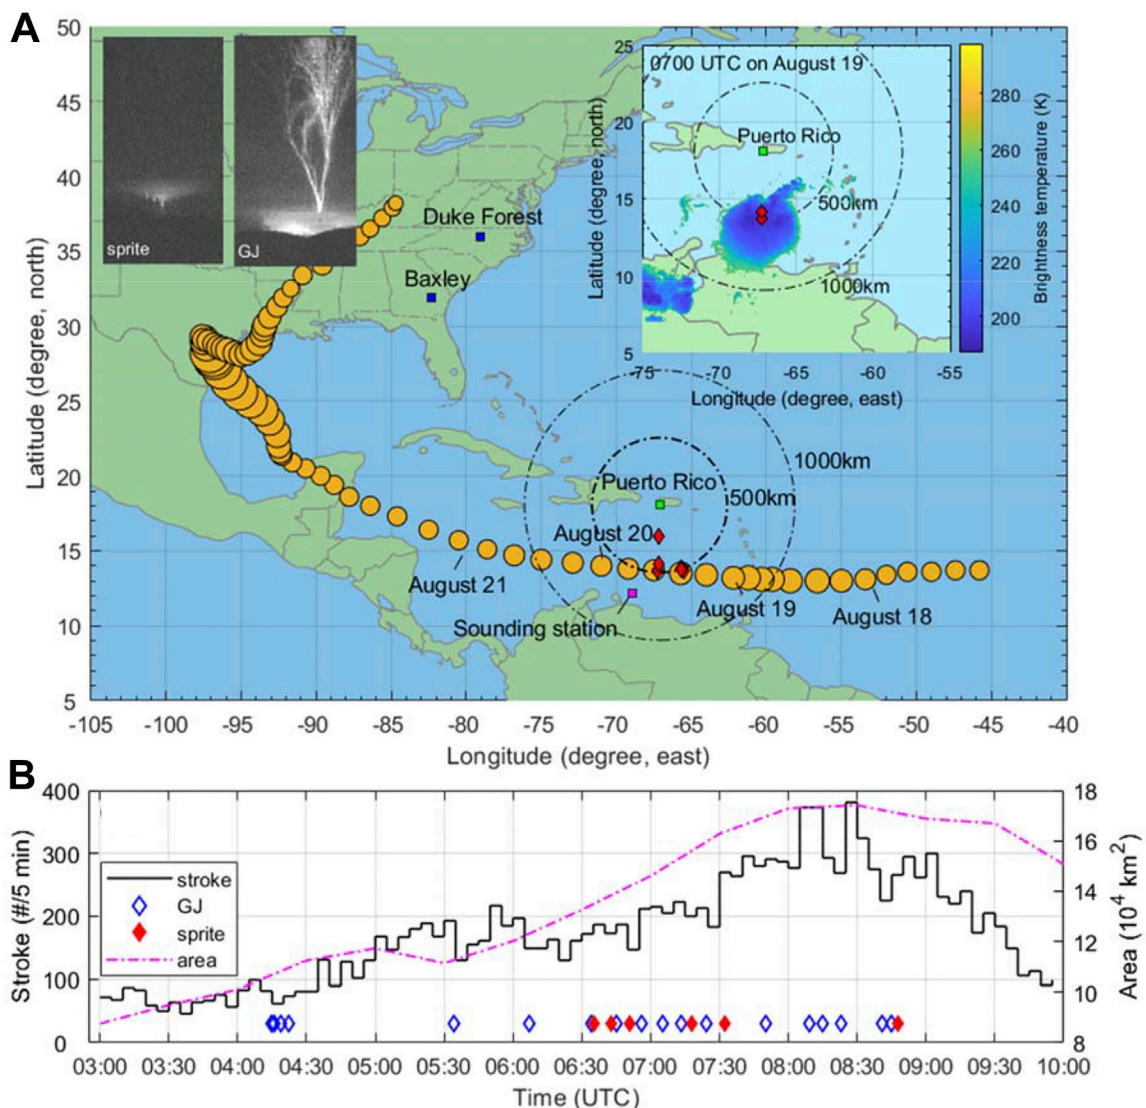 A
50
45
40
35
30
25
20
15
10
5
Latitude (degree, north)
sprite
GJ
Duke Forest
Baxley
0700 UTC on August 19
Puerto Rico
500km
1000km
25
20
15
10
5
Latitude (degree, north)
-75 -70 -65 -60 -55
Longitude (degree, east)
280
260
240
220
200
Brightness temperature (K)
1000km
Puerto Rico
500km
August 20
August 21
August 19
August 18
Sounding station
-105 -100 -95 -90 -85 -80 -75 -70 -65 -60 -55 -50 -45 -40
Longitude (degree, east)
B
400
300
200
100
0
Stroke (#/5 min)
stroke
GJ
sprite
area
18
16
14
12
10
8
Area (10⁴ km²)
03:00 03:30 04:00 04:30 05:00 05:30 06:00 06:30 07:00 07:30 08:00 08:30 09:00 09:30 10:00
Time (UTC)